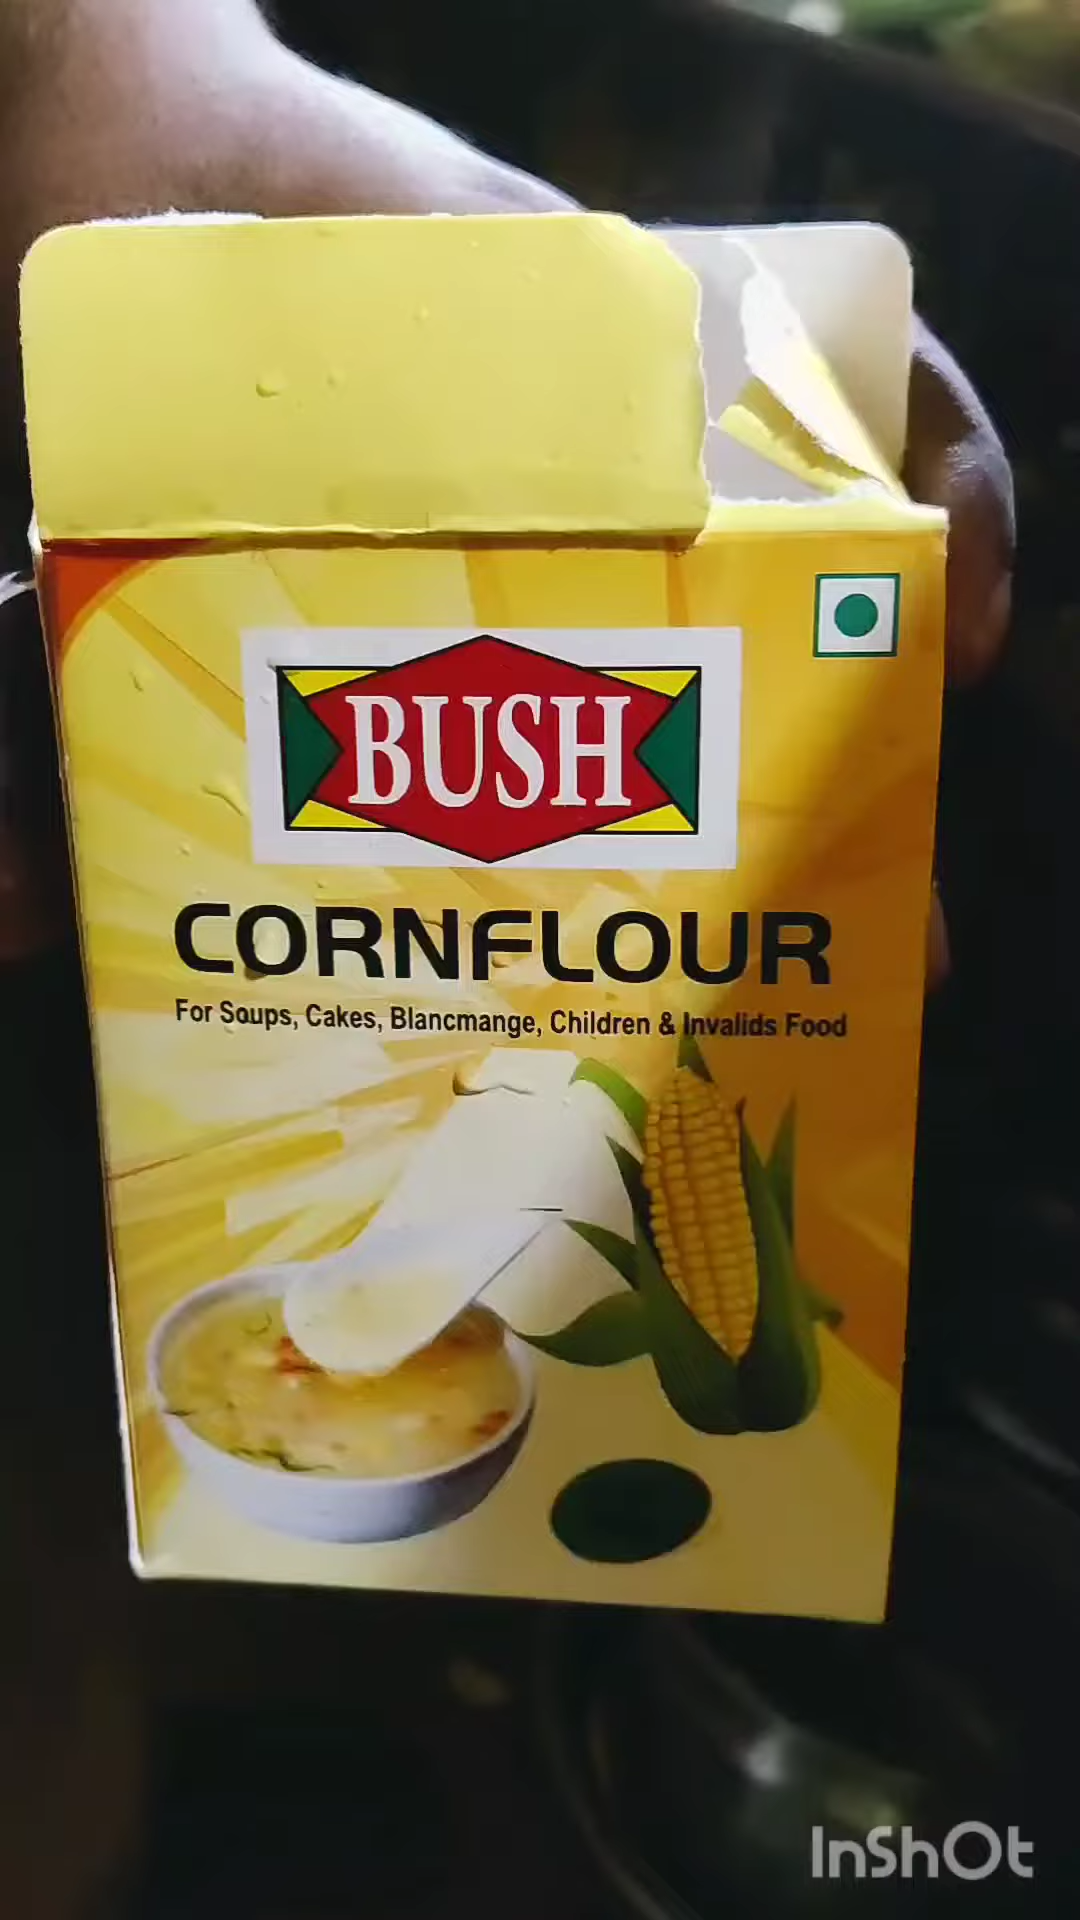 BUSH
CORNFLOUR
For Soups, Cakes, Blancmange, Children & Invalids Food
InShOt